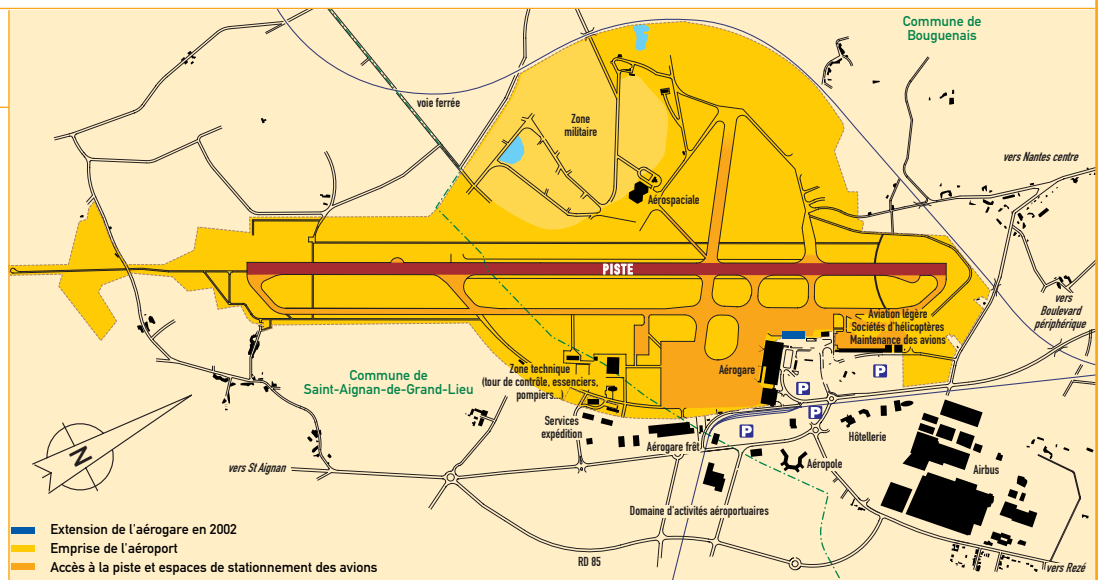 Commune de
Bouguenais
voie ferrée
Zone
militaire
vers Nantes centre
Aérospaciale
PISTE
vers
Boulevard
périphérique
Aviation légère
Sociétés d'hélicoptères
Maintenance des avions
Zone technique
(tour de contrôle, essenciers,
pompiers...)
Aérogare
P
P
P
P
Commune de
Saint-Aignan-de-Grand-Lieu
Services
expédition
Aérogare frêt
Hôtellerie
N
vers St Aignan
Aéropole
Airbus
Domaine d'activités aéroportuaires
Extension de l'aérogare en 2002
Emprise de l'aéroport
Accès à la piste et espaces de stationnement des avions
RD 85
vers Rezé